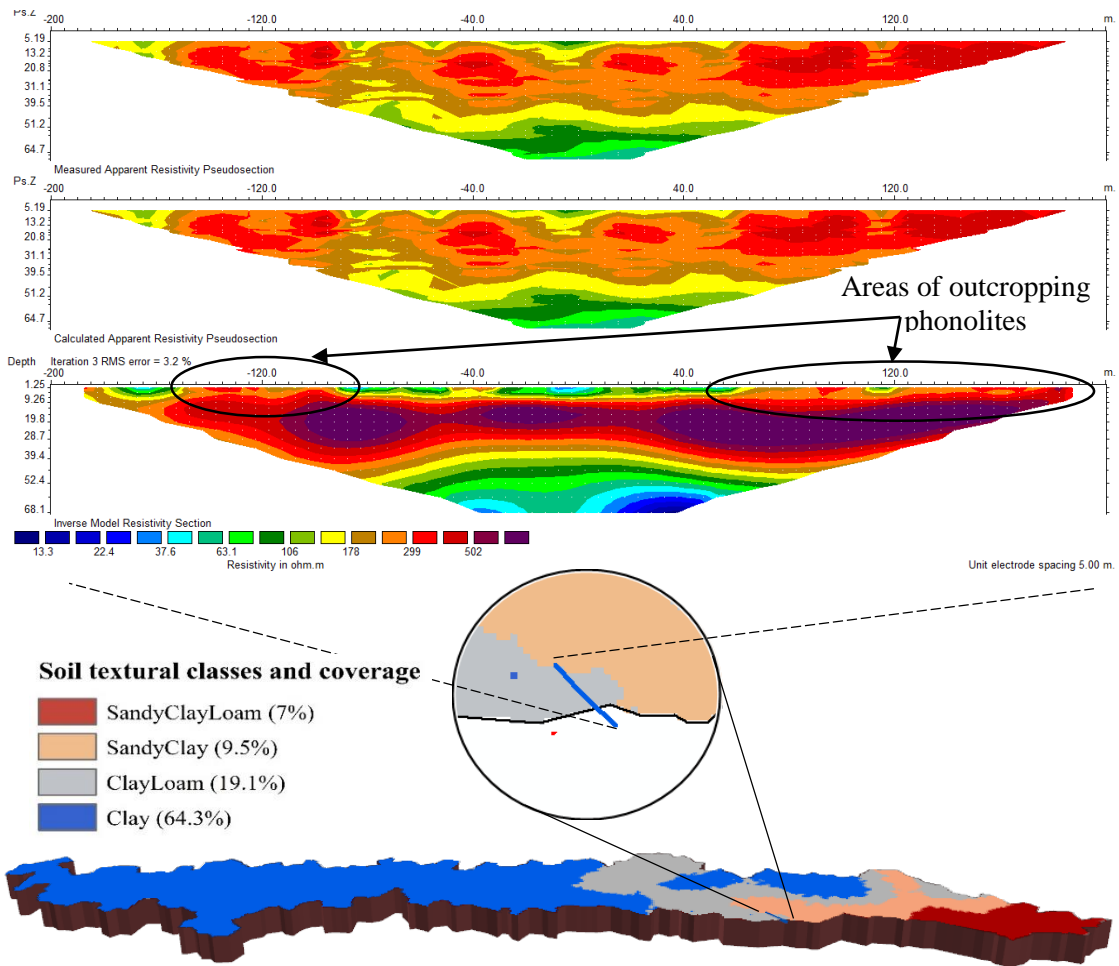 Ps.Z -200 -120.0 -40.0 40.0 120.0 m.
5.19
13.2
20.8
31.1
39.5
51.2
64.7
Measured Apparent Resistivity Pseudosection
Ps.Z -200 -120.0 -40.0 40.0 120.0 m.
5.19
13.2
20.8
31.1
39.5
51.2
64.7
Calculated Apparent Resistivity Pseudosection
Areas of outcropping
phonolites
Depth Iteration 3 RMS error = 3.2 %
-200 -120.0 -40.0 40.0 120.0 m.
1.25
9.26
19.8
28.7
39.4
52.4
68.1
Inverse Model Resistivity Section
13.3 22.4 37.6 63.1 106 178 299 502
Resistivity in ohm.m
Unit electrode spacing 5.00 m.
Soil textural classes and coverage
SandyClayLoam (7%)
SandyClay (9.5%)
ClayLoam (19.1%)
Clay (64.3%)